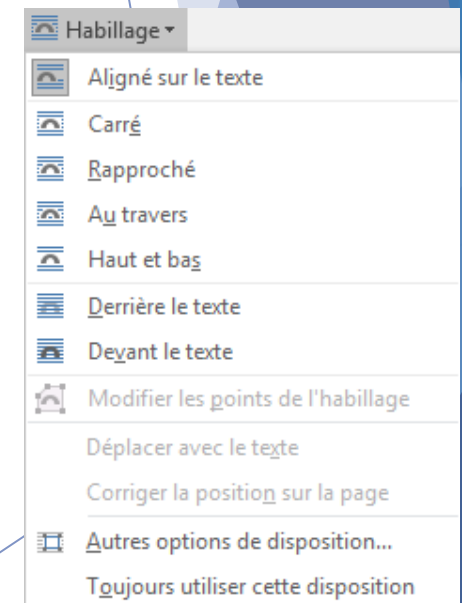 Habillage
Aligné sur le texte
Carré
Rapproché
Au travers
Haut et bas
Derrière le texte
Devant le texte
Modifier les points de l'habillage
Déplacer avec le texte
Corriger la position sur la page
Autres options de disposition...
Toujours utiliser cette disposition